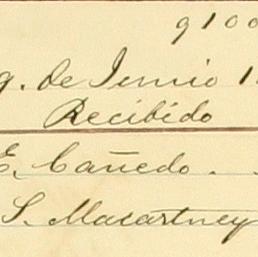 9100
g. de Junio 1
Recibido
E. Cañedo.
S. Macartney